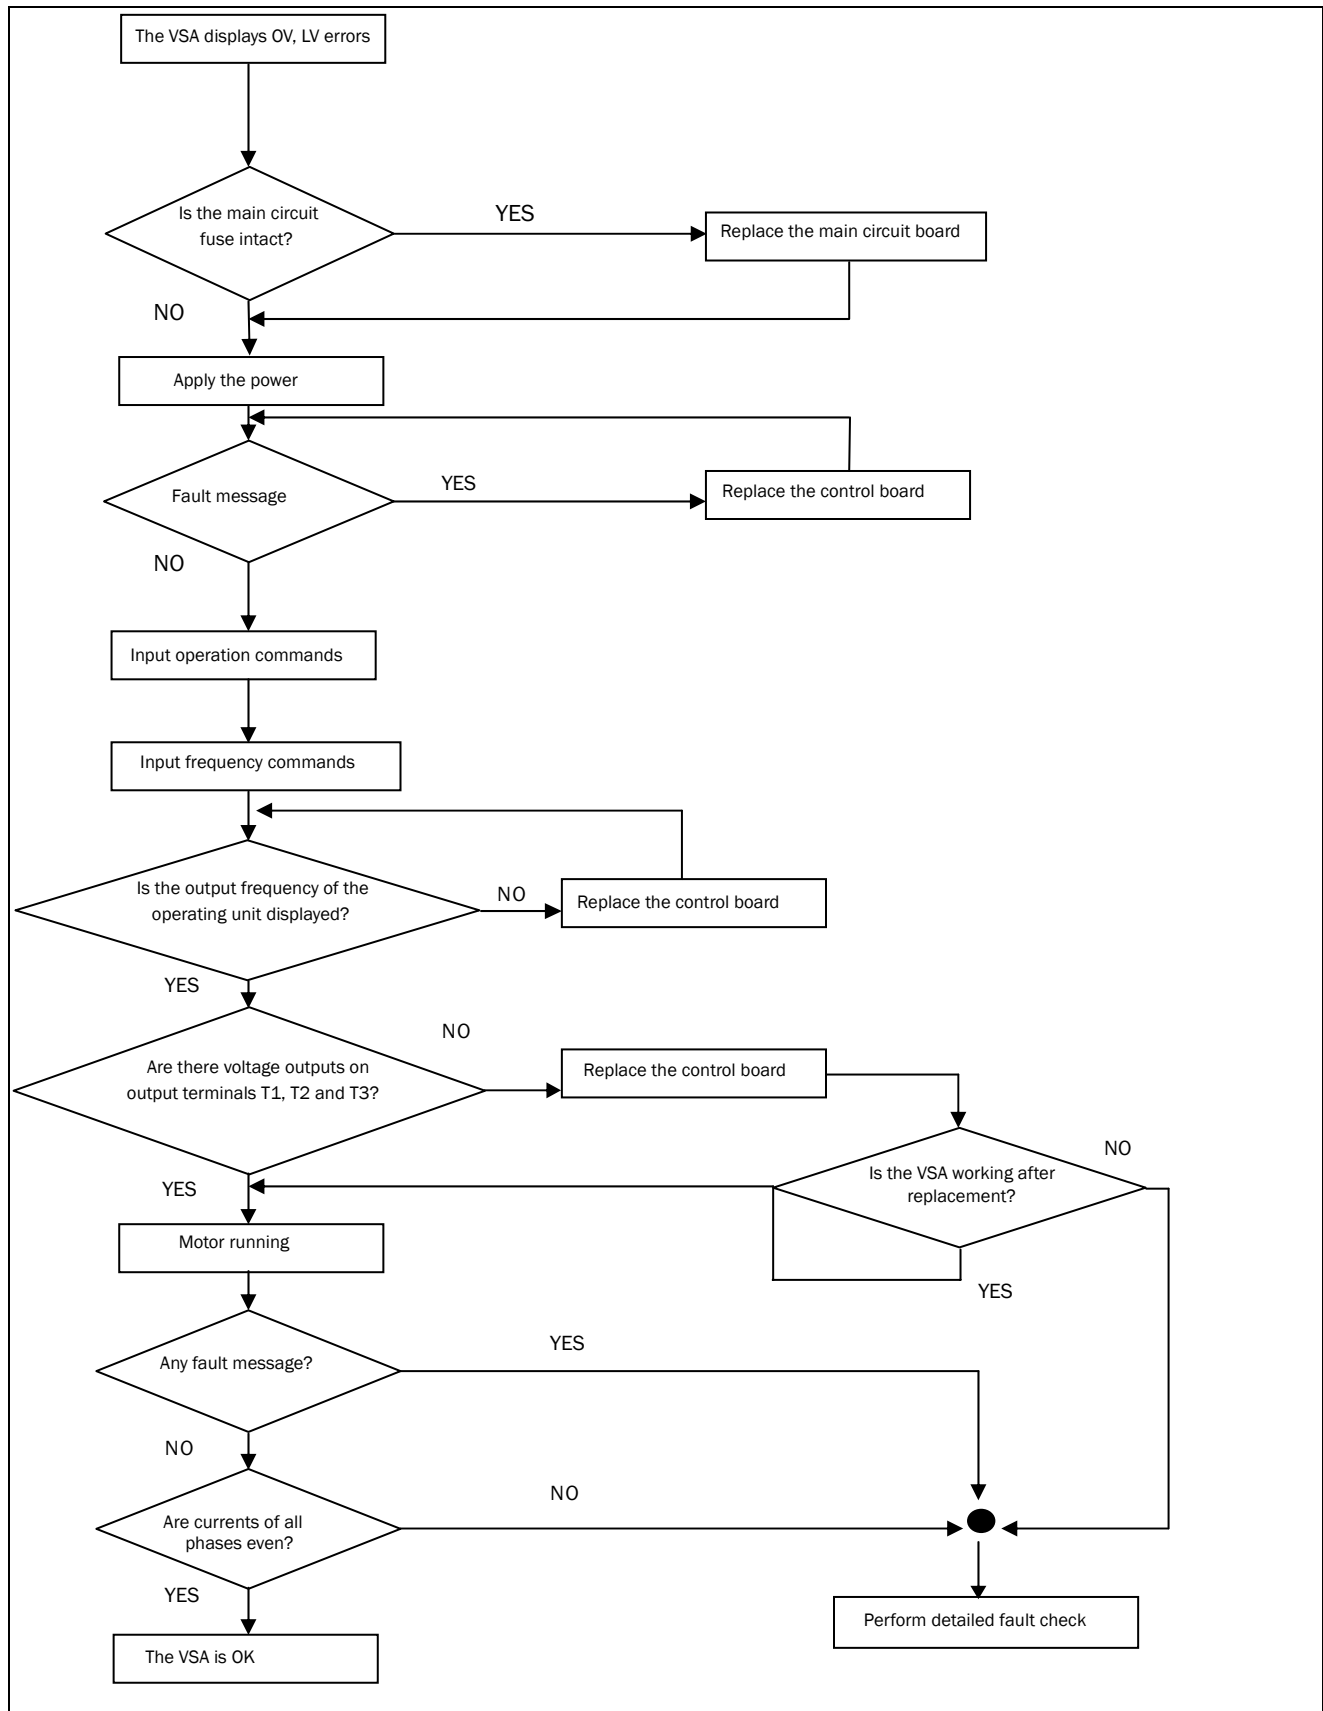 The VSA displays OV, LV errors
Is the main circuit
fuse intact?
YES
Replace the main circuit board
NO
Apply the power
Fault message
YES
Replace the control board
NO
Input operation commands
Input frequency commands
Is the output frequency of the
operating unit displayed?
NO
Replace the control board
YES
Are there voltage outputs on
output terminals T1, T2 and T3?
NO
Replace the control board
Is the VSA working after
replacement?
NO
YES
YES
Motor running
Any fault message?
YES
NO
Are currents of all
phases even?
NO
YES
Perform detailed fault check
The VSA is OK